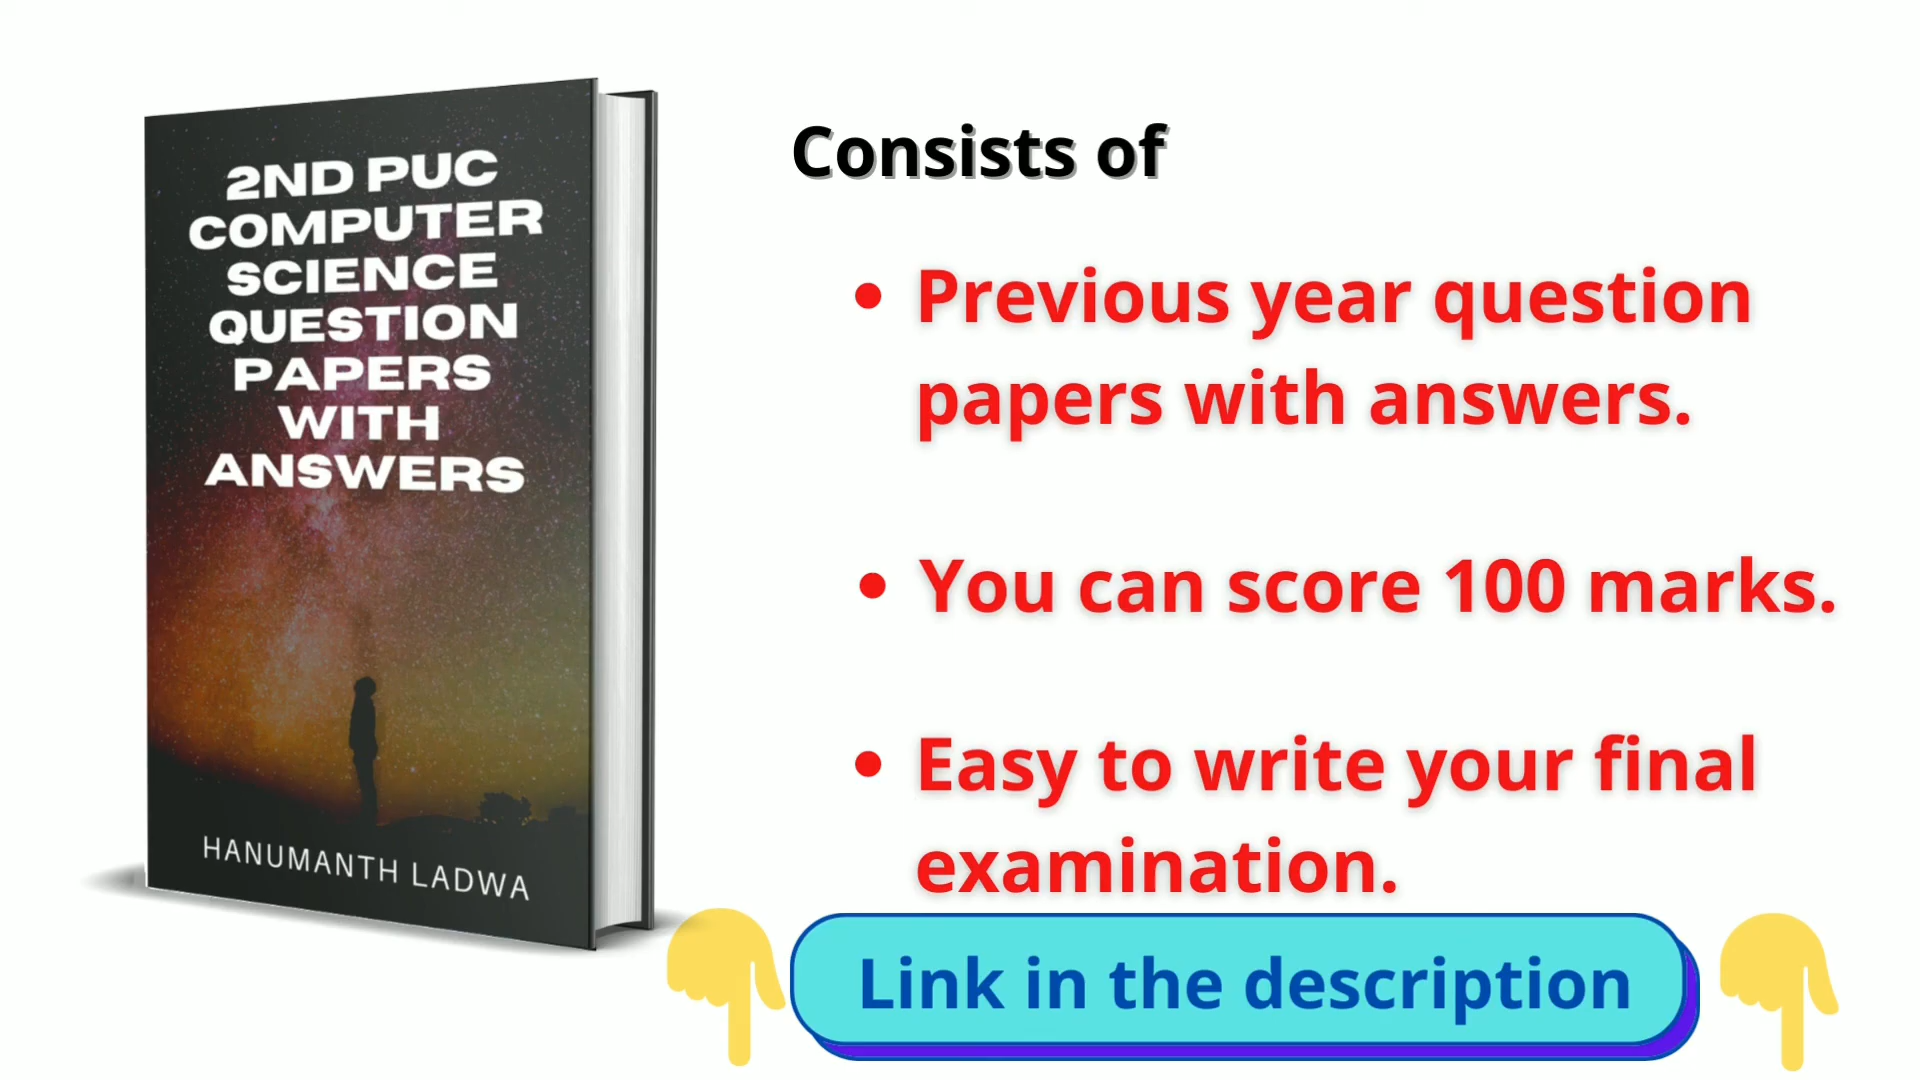 2ND PUC
COMPUTER
SCIENCE
QUESTION
PAPERS
WITH
ANSWERS
HANUMANTH LADWA
Consists of
• Previous year question
papers with answers.
• You can score 100 marks.
• Easy to write your final
examination.
Link in the description